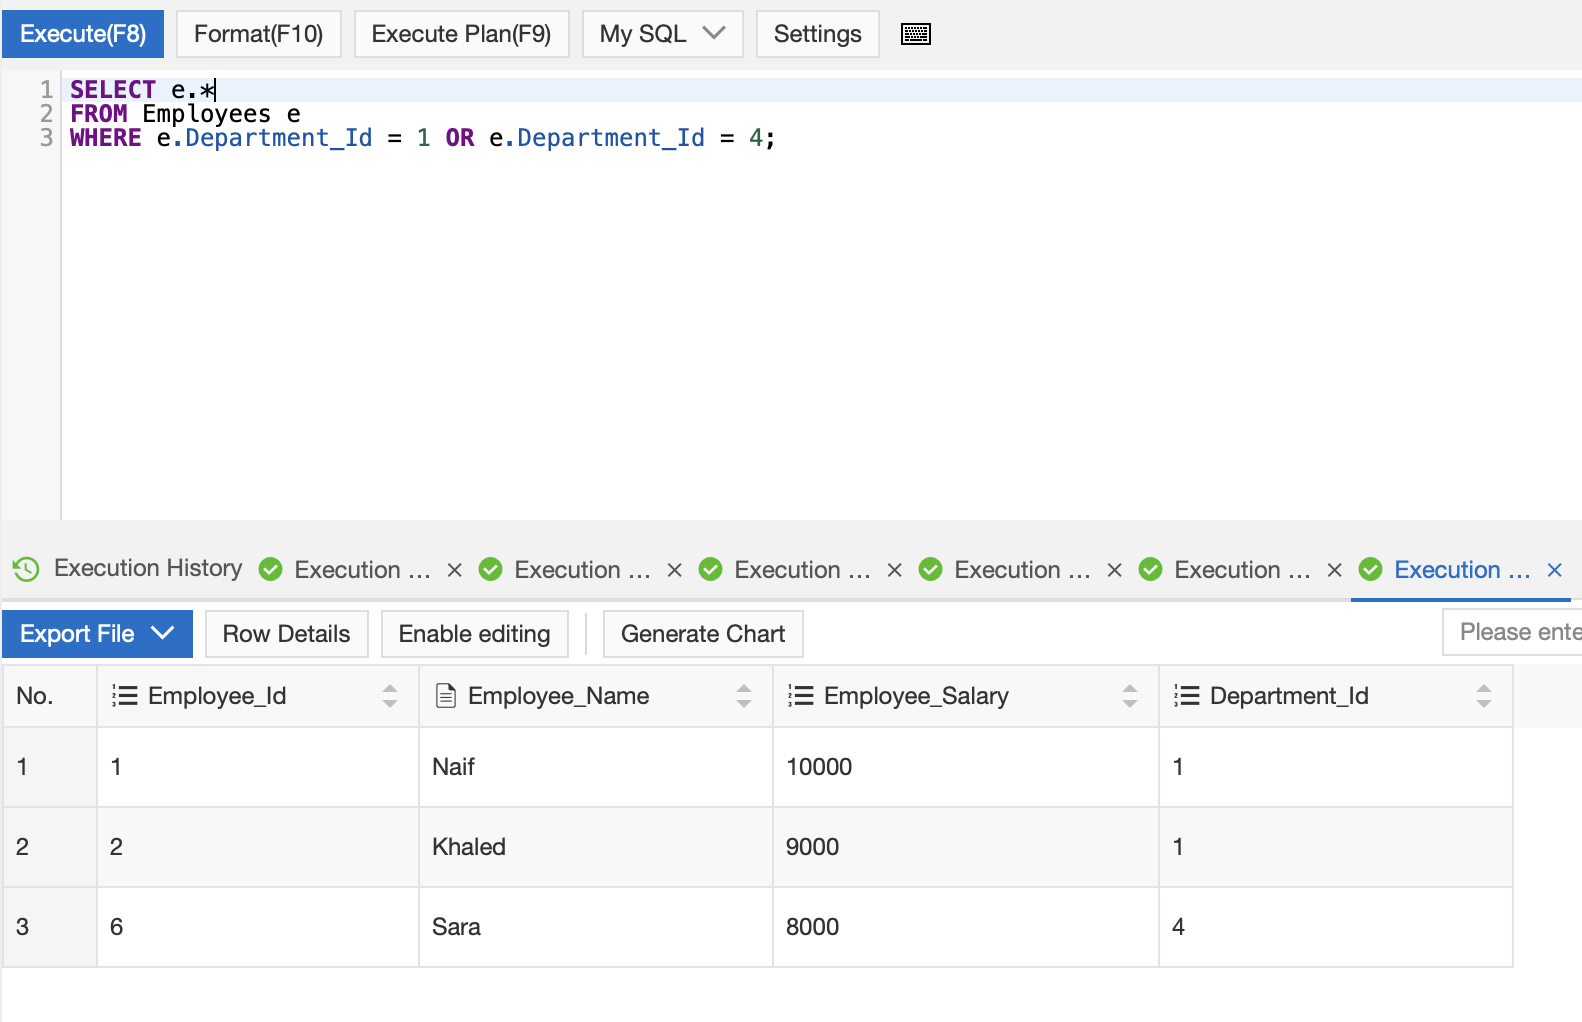 Execute(F8) Format(F10) Execute Plan(F9) My SQL Settings
1 SELECT e.*
2 FROM Employees e
3 WHERE e.Department_Id = 1 OR e.Department_Id = 4;
Execution History Execution ... × Execution ... × Execution ... × Execution ... × Execution ... × Execution ... ×
Export File Row Details Enable editing Generate Chart Please ente
No. Employee_Id Employee_Name Employee_Salary Department_Id
1 1 Naif 10000 1
2 2 Khaled 9000 1
3 6 Sara 8000 4